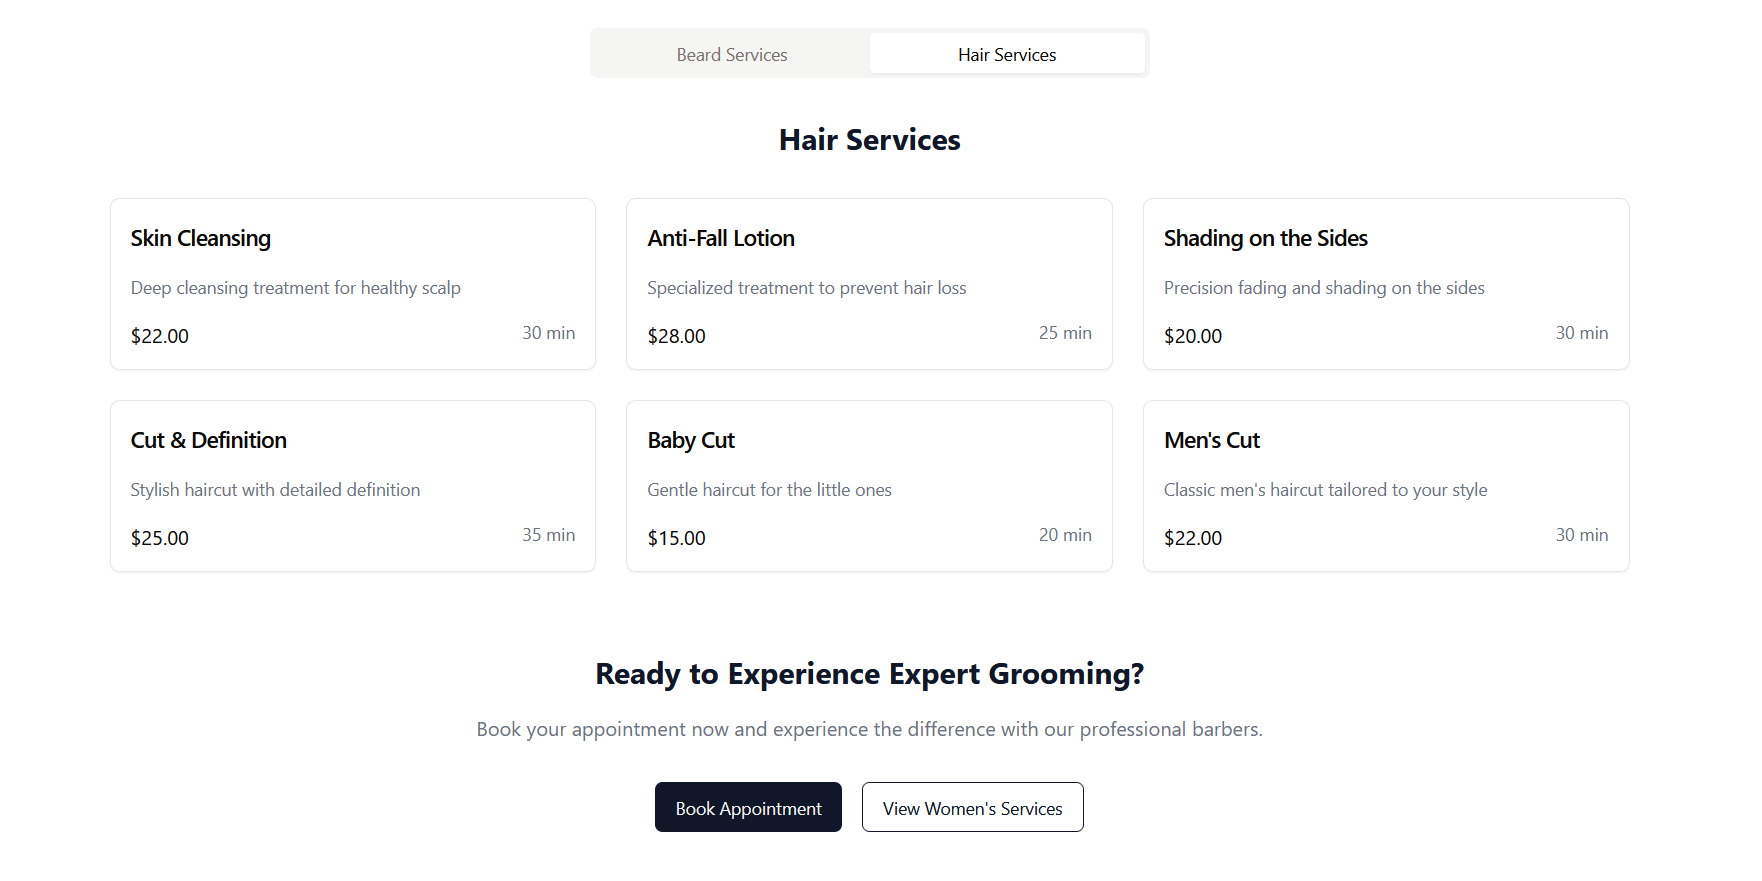 Beard Services
Hair Services
Hair Services
Skin Cleansing
Deep cleansing treatment for healthy scalp
$22.00
30 min
Anti-Fall Lotion
Specialized treatment to prevent hair loss
$28.00
25 min
Shading on the Sides
Precision fading and shading on the sides
$20.00
30 min
Cut & Definition
Stylish haircut with detailed definition
$25.00
35 min
Baby Cut
Gentle haircut for the little ones
$15.00
20 min
Men's Cut
Classic men's haircut tailored to your style
$22.00
30 min
Ready to Experience Expert Grooming?
Book your appointment now and experience the difference with our professional barbers.
Book Appointment
View Women's Services